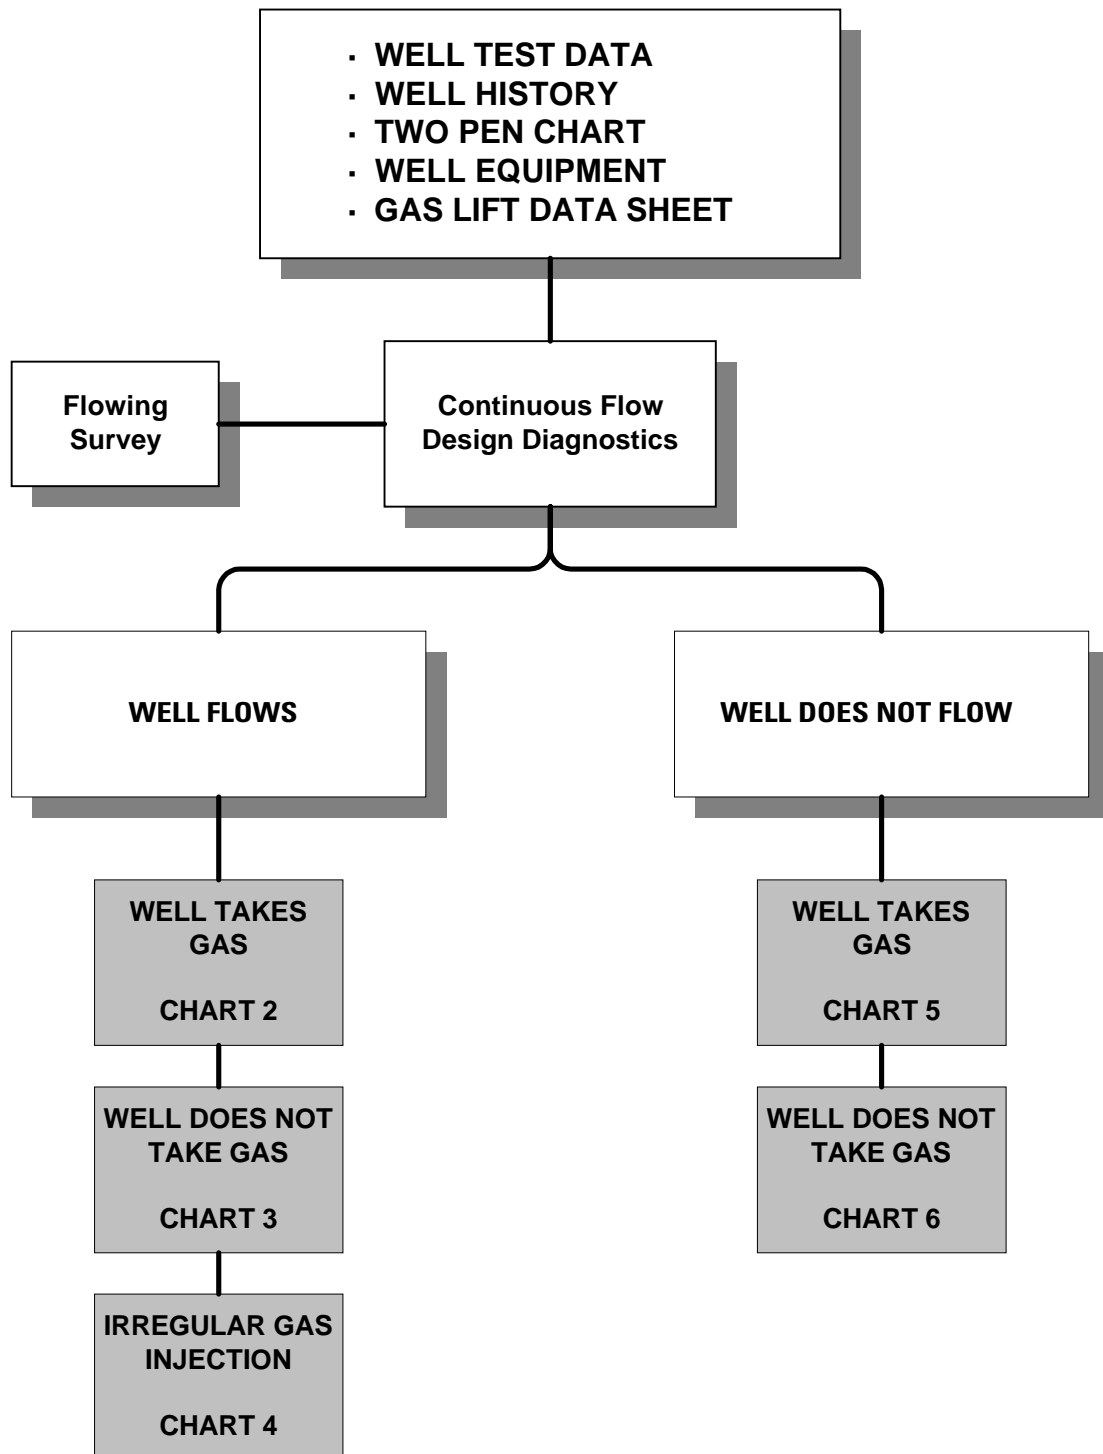 · WELL TEST DATA
· WELL HISTORY
· TWO PEN CHART
· WELL EQUIPMENT
· GAS LIFT DATA SHEET
Flowing
Survey
Continuous Flow
Design Diagnostics
WELL FLOWS
WELL DOES NOT FLOW
WELL TAKES
GAS
CHART 2
WELL DOES NOT
TAKE GAS
CHART 3
IRREGULAR GAS
INJECTION
CHART 4
WELL TAKES
GAS
CHART 5
WELL DOES NOT
TAKE GAS
CHART 6